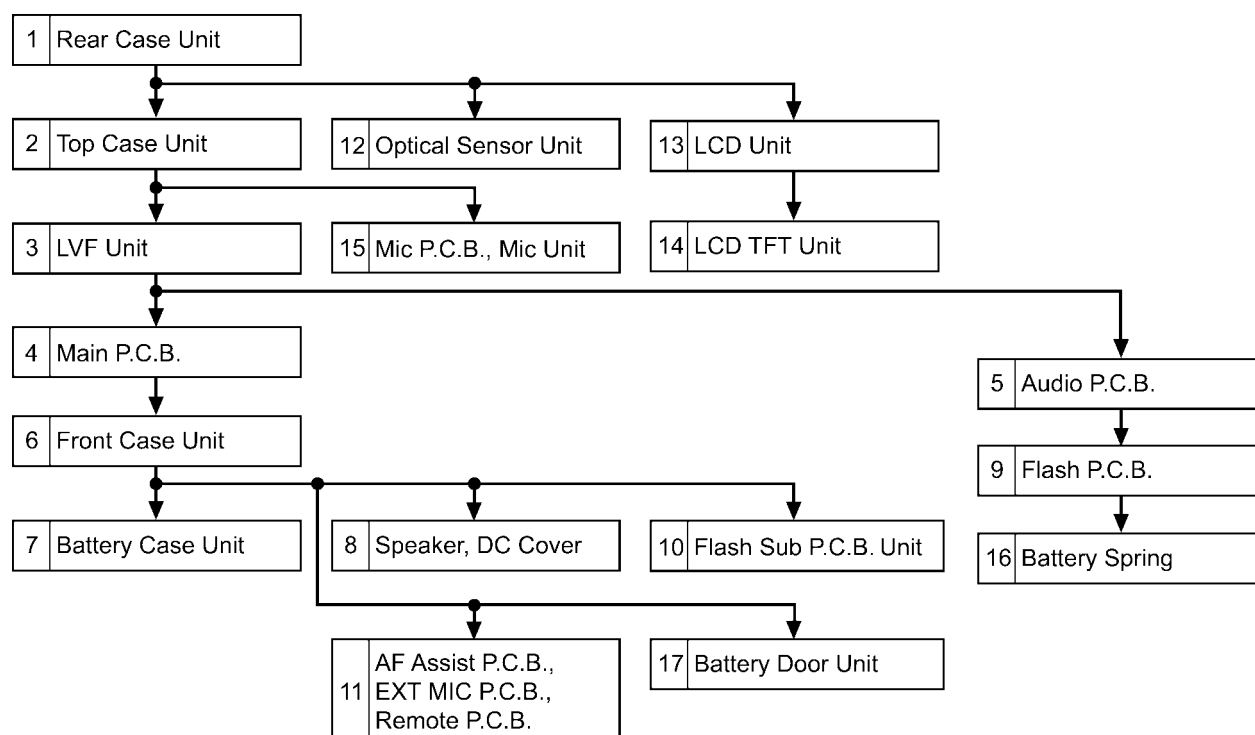 1 Rear Case Unit
2 Top Case Unit
12 Optical Sensor Unit
13 LCD Unit
3 LVF Unit
15 Mic P.C.B., Mic Unit
14 LCD TFT Unit
4 Main P.C.B.
5 Audio P.C.B.
6 Front Case Unit
9 Flash P.C.B.
7 Battery Case Unit
8 Speaker, DC Cover
10 Flash Sub P.C.B. Unit
16 Battery Spring
11 AF Assist P.C.B.,
EXT MIC P.C.B.,
Remote P.C.B.
17 Battery Door Unit